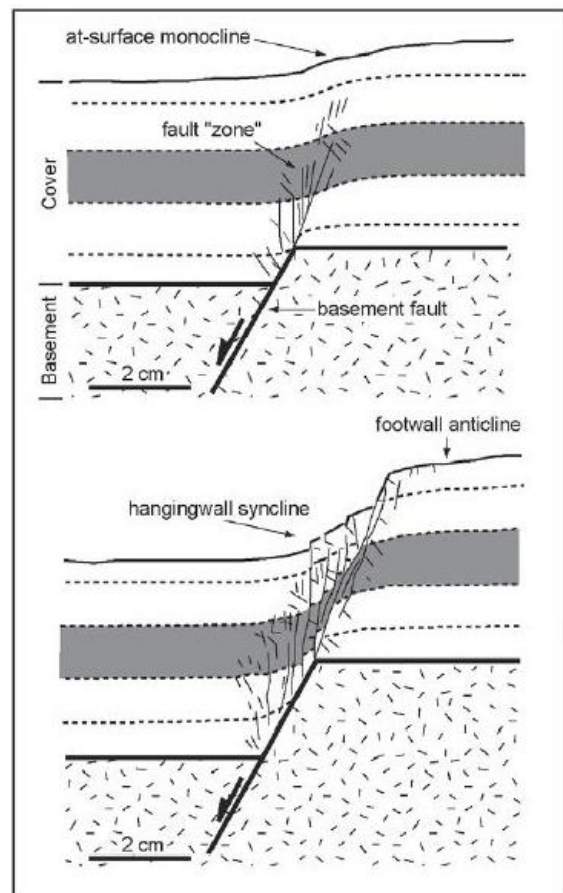 at-surface monocline
fault "zone"
Cover
basement fault
Basement
2 cm
footwall anticline
hangingwall syncline
2 cm